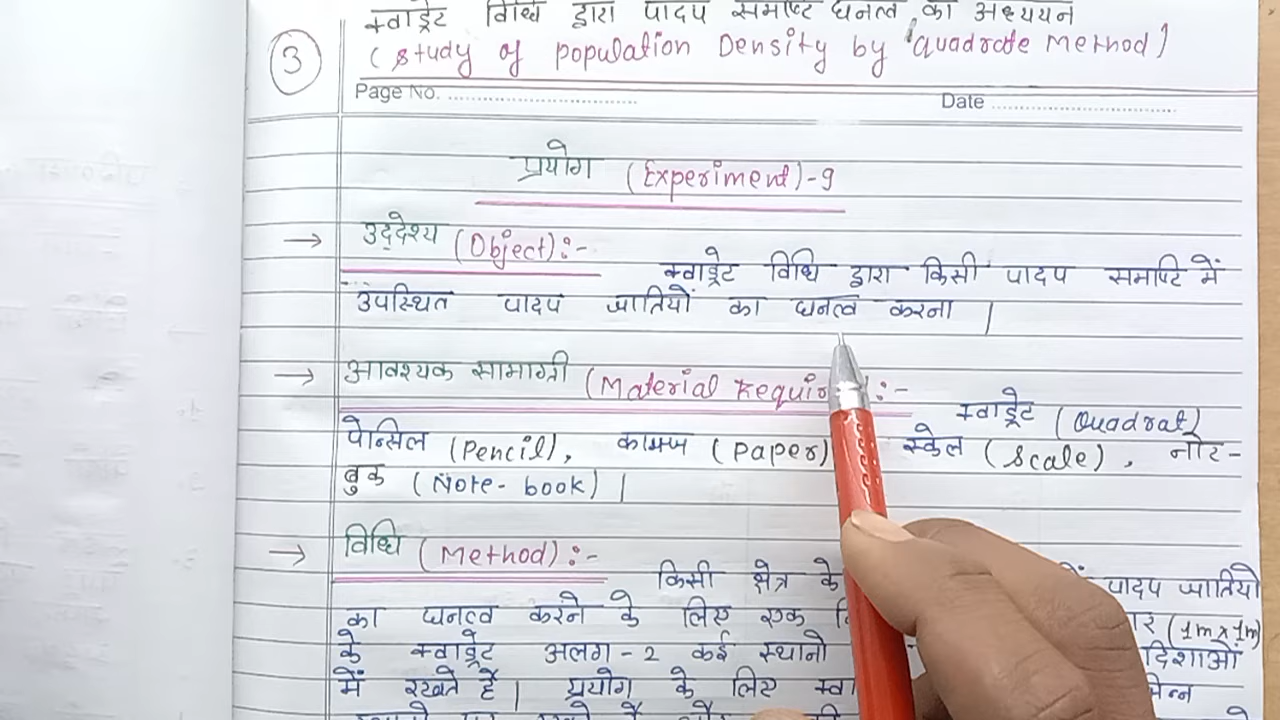 क्वाड्रेट विधि द्वारा पादप समष्टि घनत्व का अध्ययन
(Study of population Density by Quadrate Method)
3
Page No. Date
प्रयोग (Experiment)-9
→ उद्देश्य (Object):-
क्वाड्रेट विधि द्वारा किसी पादप समष्टि में
उपस्थित पादप जातियों का घनत्व करना |
→ आवश्यक सामाग्री (Material :-
क्वाड्रेट (Quadrat)
पेन्सिल (Pencil), कागज (Paper) स्केल (Scale), नोट-
बुक (Note-book) |
→ विधि (Method):-
किसी क्षेत्र के पादप जातियो
का घनत्व करने के लिए एक (1m x 1m)
के क्वाड्रेट अलग-2 कई स्थानो दिशाओं
में रखते हैं | प्रयोग के लिए